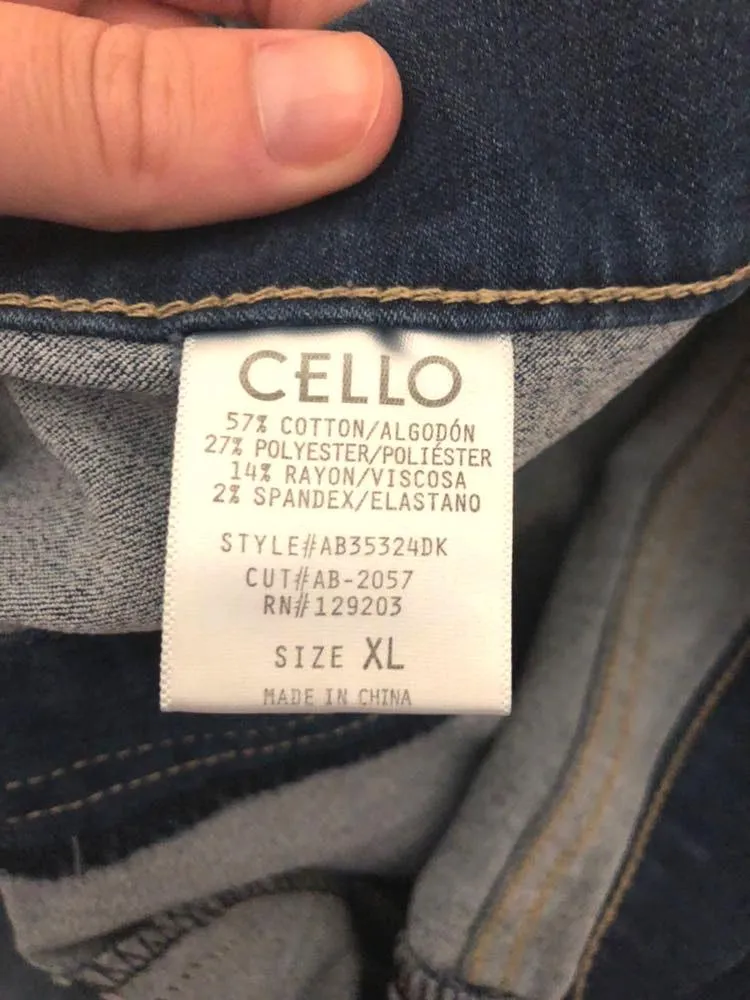 CELLO
57% COTTON/ALGODÓN
27% POLYESTER/POLIÉSTER
14% RAYON/VISCOSA
2% SPANDEX/ELASTANO
STYLE#AB35324DK
CUT#AB-2057
RN#129203
SIZE XL
MADE IN CHINA